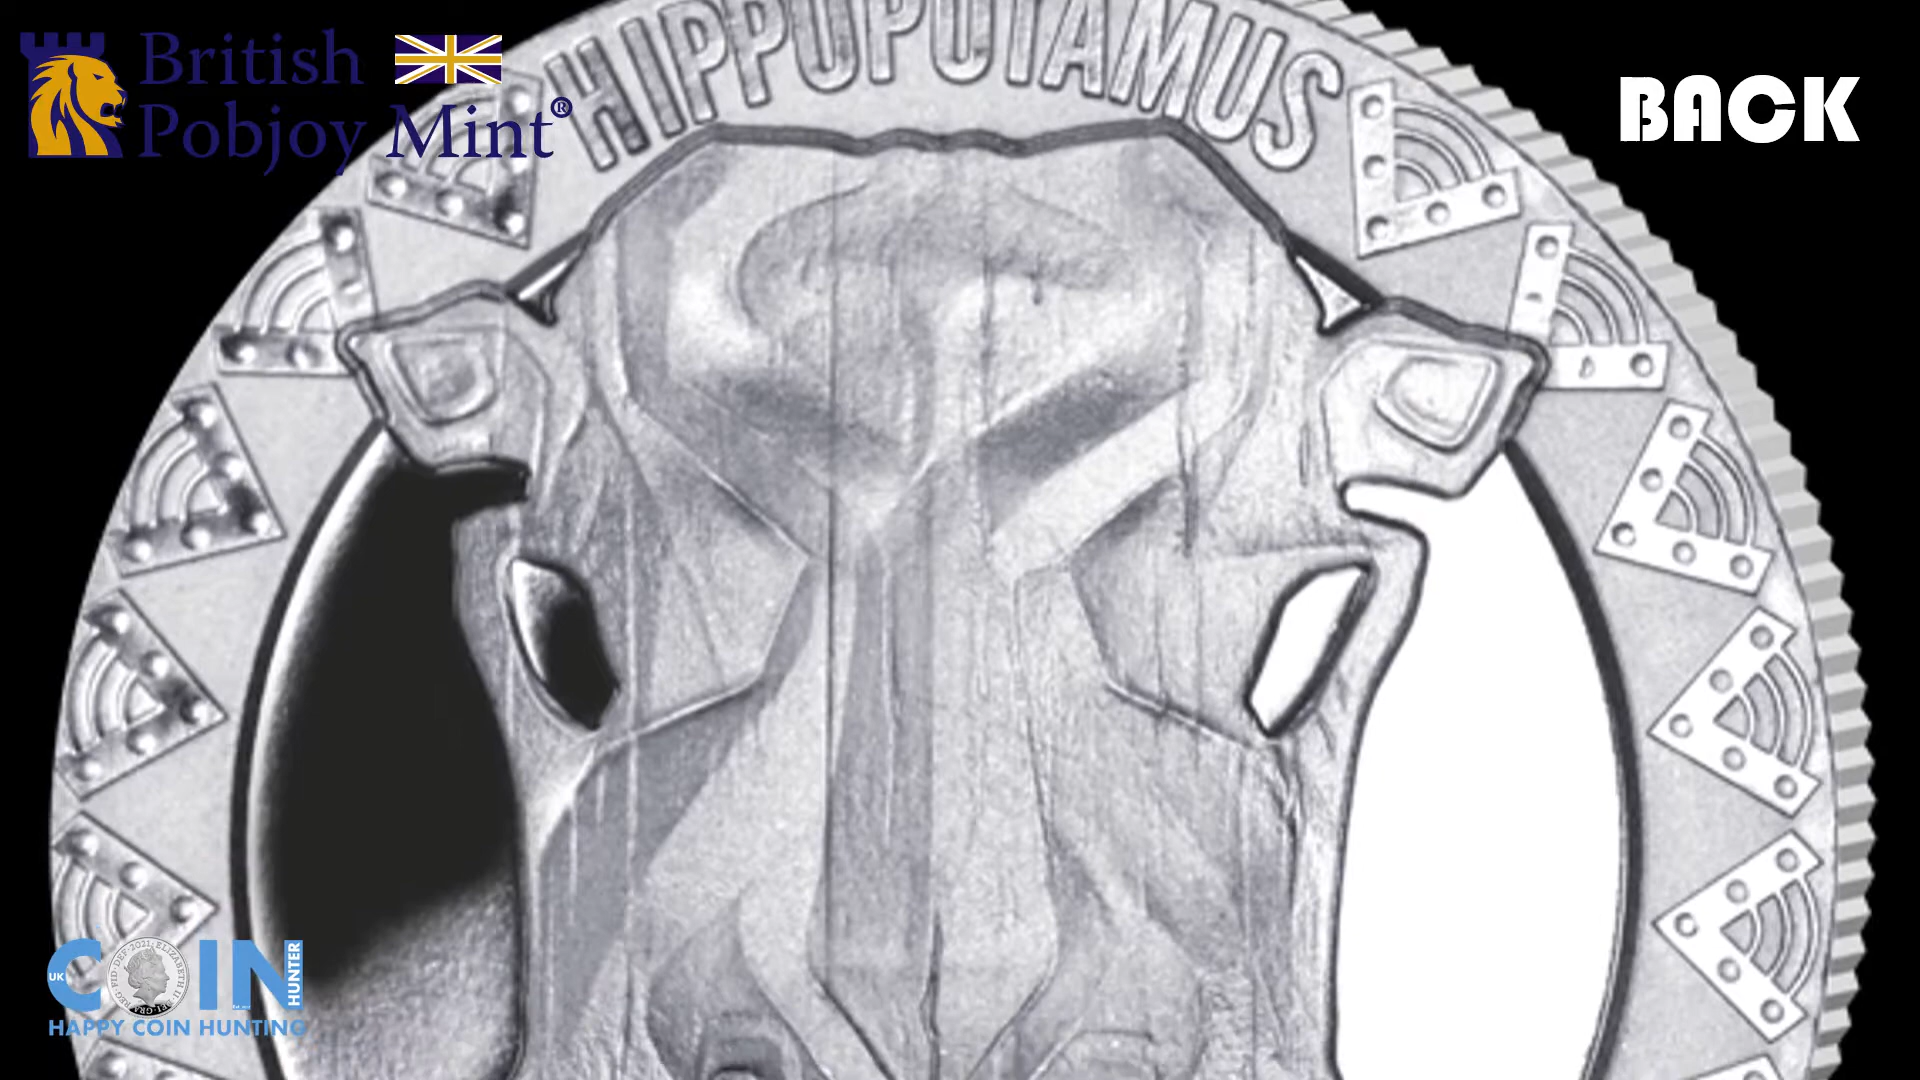 British
Pobjoy Mint®
HIPPOPOTAMUS
BACK
UK
COIN
HUNTER
HAPPY COIN HUNTING